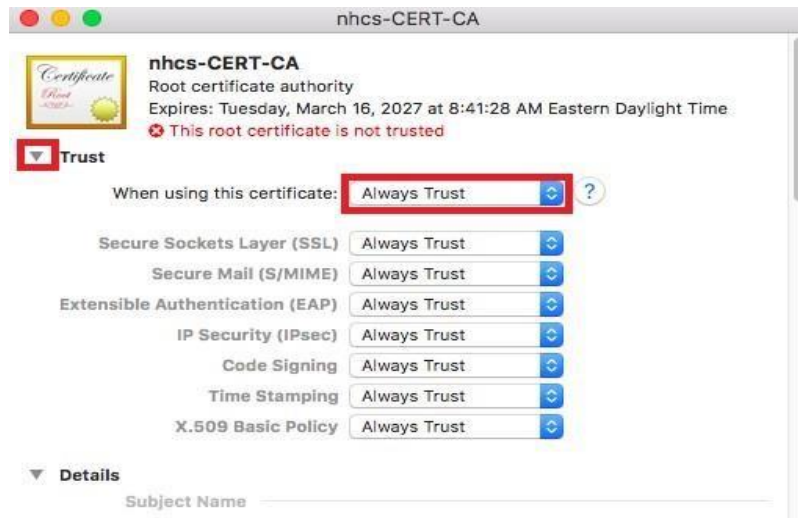 nhcs-CERT-CA
Certificate
Root
nhcs-CERT-CA
Root certificate authority
Expires: Tuesday, March 16, 2027 at 8:41:28 AM Eastern Daylight Time
This root certificate is not trusted
Trust
When using this certificate: Always Trust ?
Secure Sockets Layer (SSL) Always Trust
Secure Mail (S/MIME) Always Trust
Extensible Authentication (EAP) Always Trust
IP Security (IPsec) Always Trust
Code Signing Always Trust
Time Stamping Always Trust
X.509 Basic Policy Always Trust
Details
Subject Name